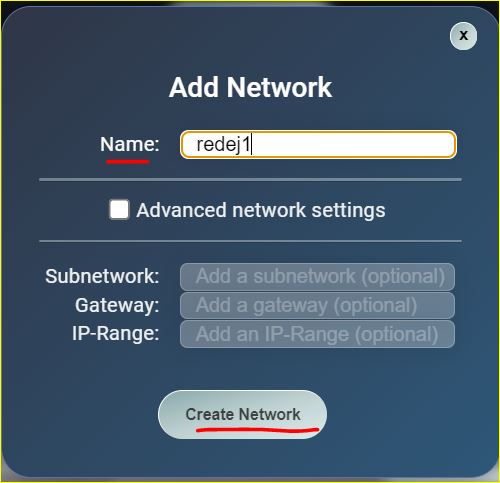 x
Add Network
Name: redej1
Advanced network settings
Subnetwork: Add a subnetwork (optional)
Gateway: Add a gateway (optional)
IP-Range: Add an IP-Range (optional)
Create Network